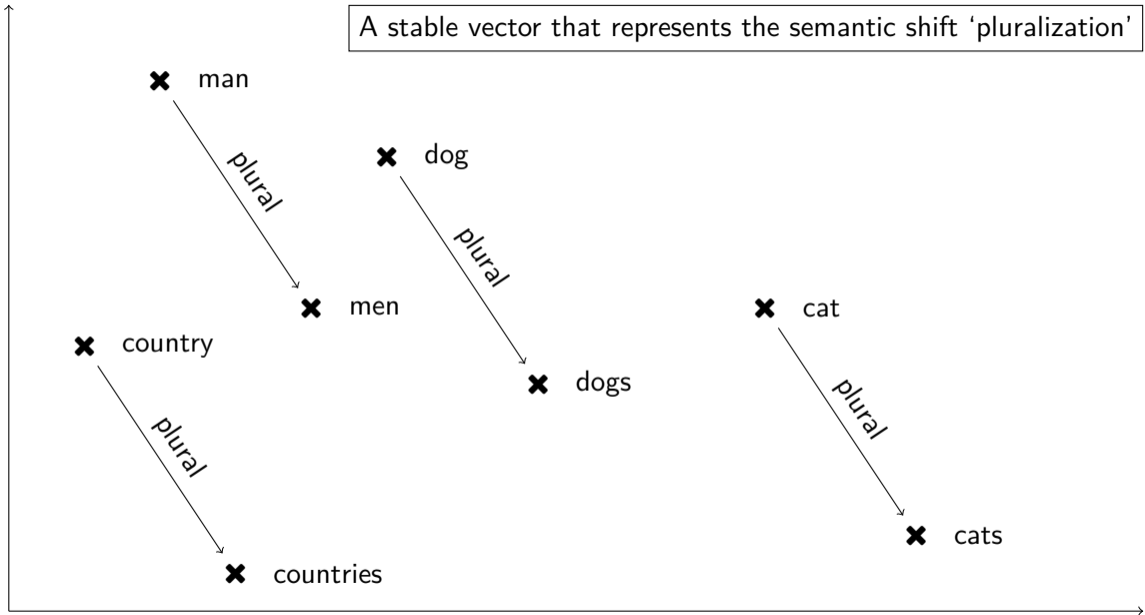 A stable vector that represents the semantic shift ‘pluralization’
man
plural
men
dog
plural
dogs
country
plural
countries
cat
plural
cats